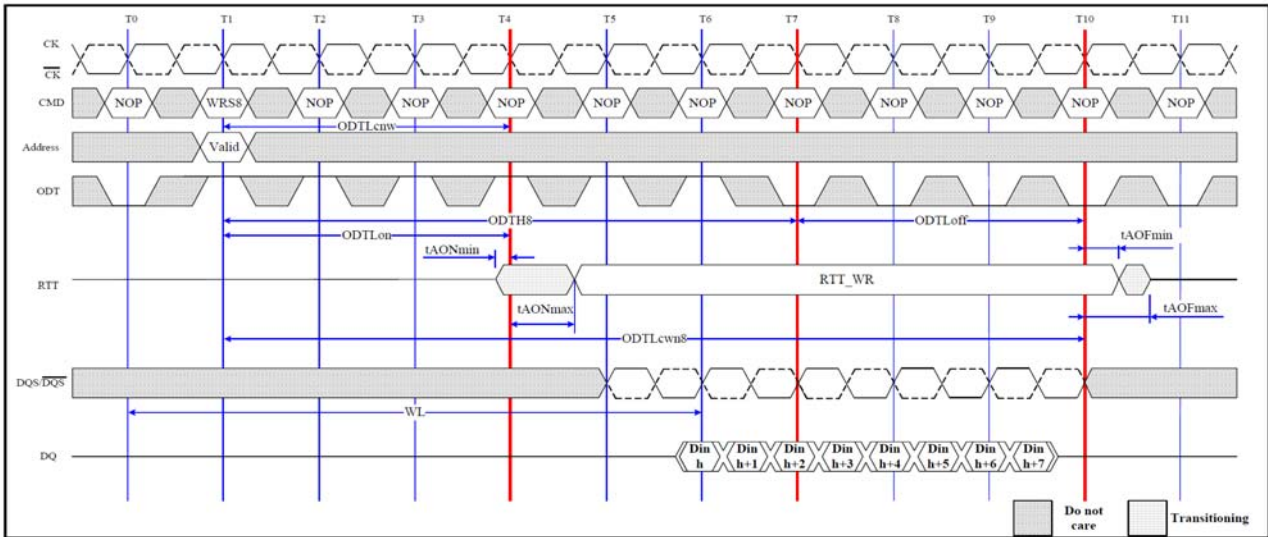 T0 T1 T2 T3 T4 T5 T6 T7 T8 T9 T10 T11
CK
CK
CMD NOP WRS8 NOP NOP NOP NOP NOP NOP NOP NOP NOP NOP
ODTLcnw
Address Valid
ODT
ODTH8 ODTLoff
ODTLon
tAONmin tAOFmin
RTT RTT_WR
tAONmax tAOFmax
ODTLcwn8
DQS/DQS
WL
DQ Din h Din h+1 Din h+2 Din h+3 Din h+4 Din h+5 Din h+6 Din h+7
Do not care Transitioning